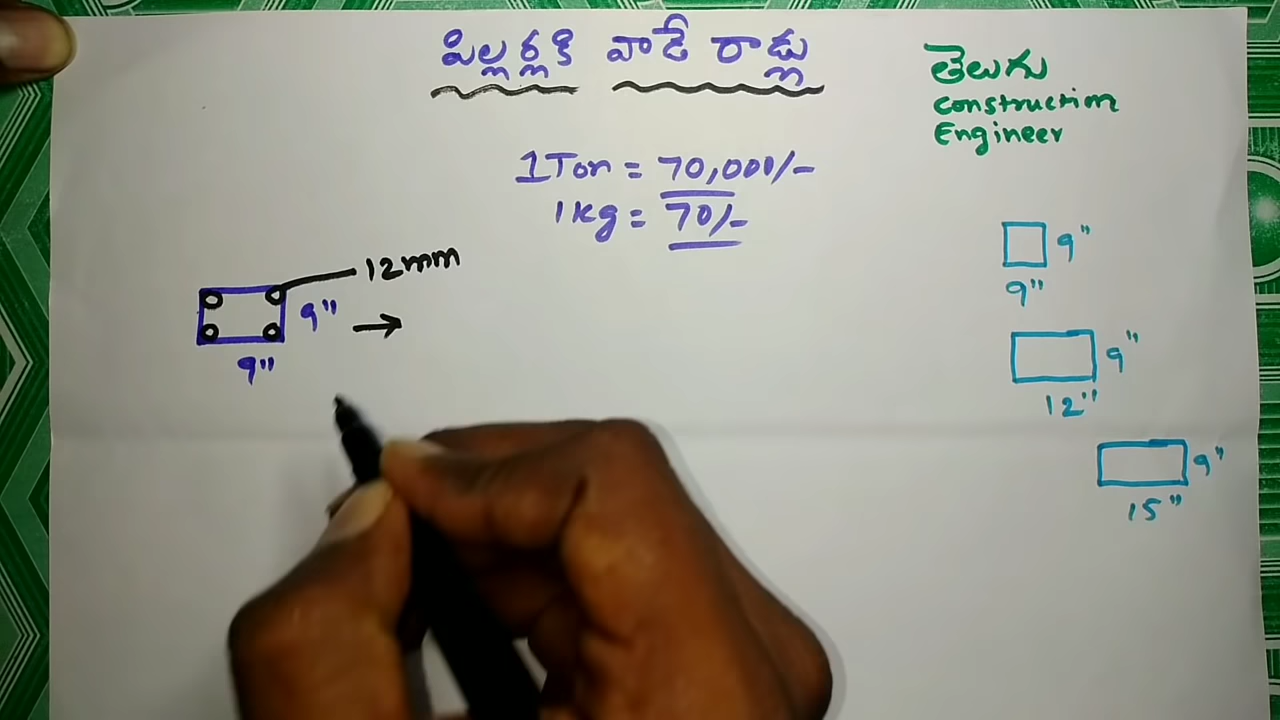 పిల్లర్లకి వాడే రాడ్లు
తెలుగు
construction
Engineer
1Ton = 70,000/-
1kg = 70/-
12mm
9"
9"
9"
9"
9"
12"
9"
15"